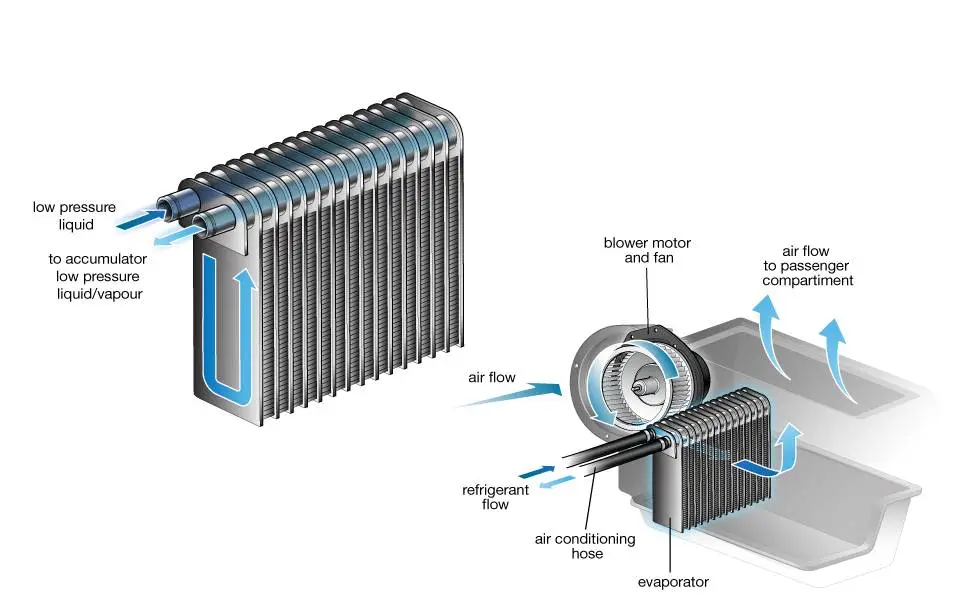 low pressure
liquid
to accumulator
low pressure
liquid/vapour
blower motor
and fan
air flow
to passenger
compartment
air flow
refrigerant
flow
air conditioning
hose
evaporator